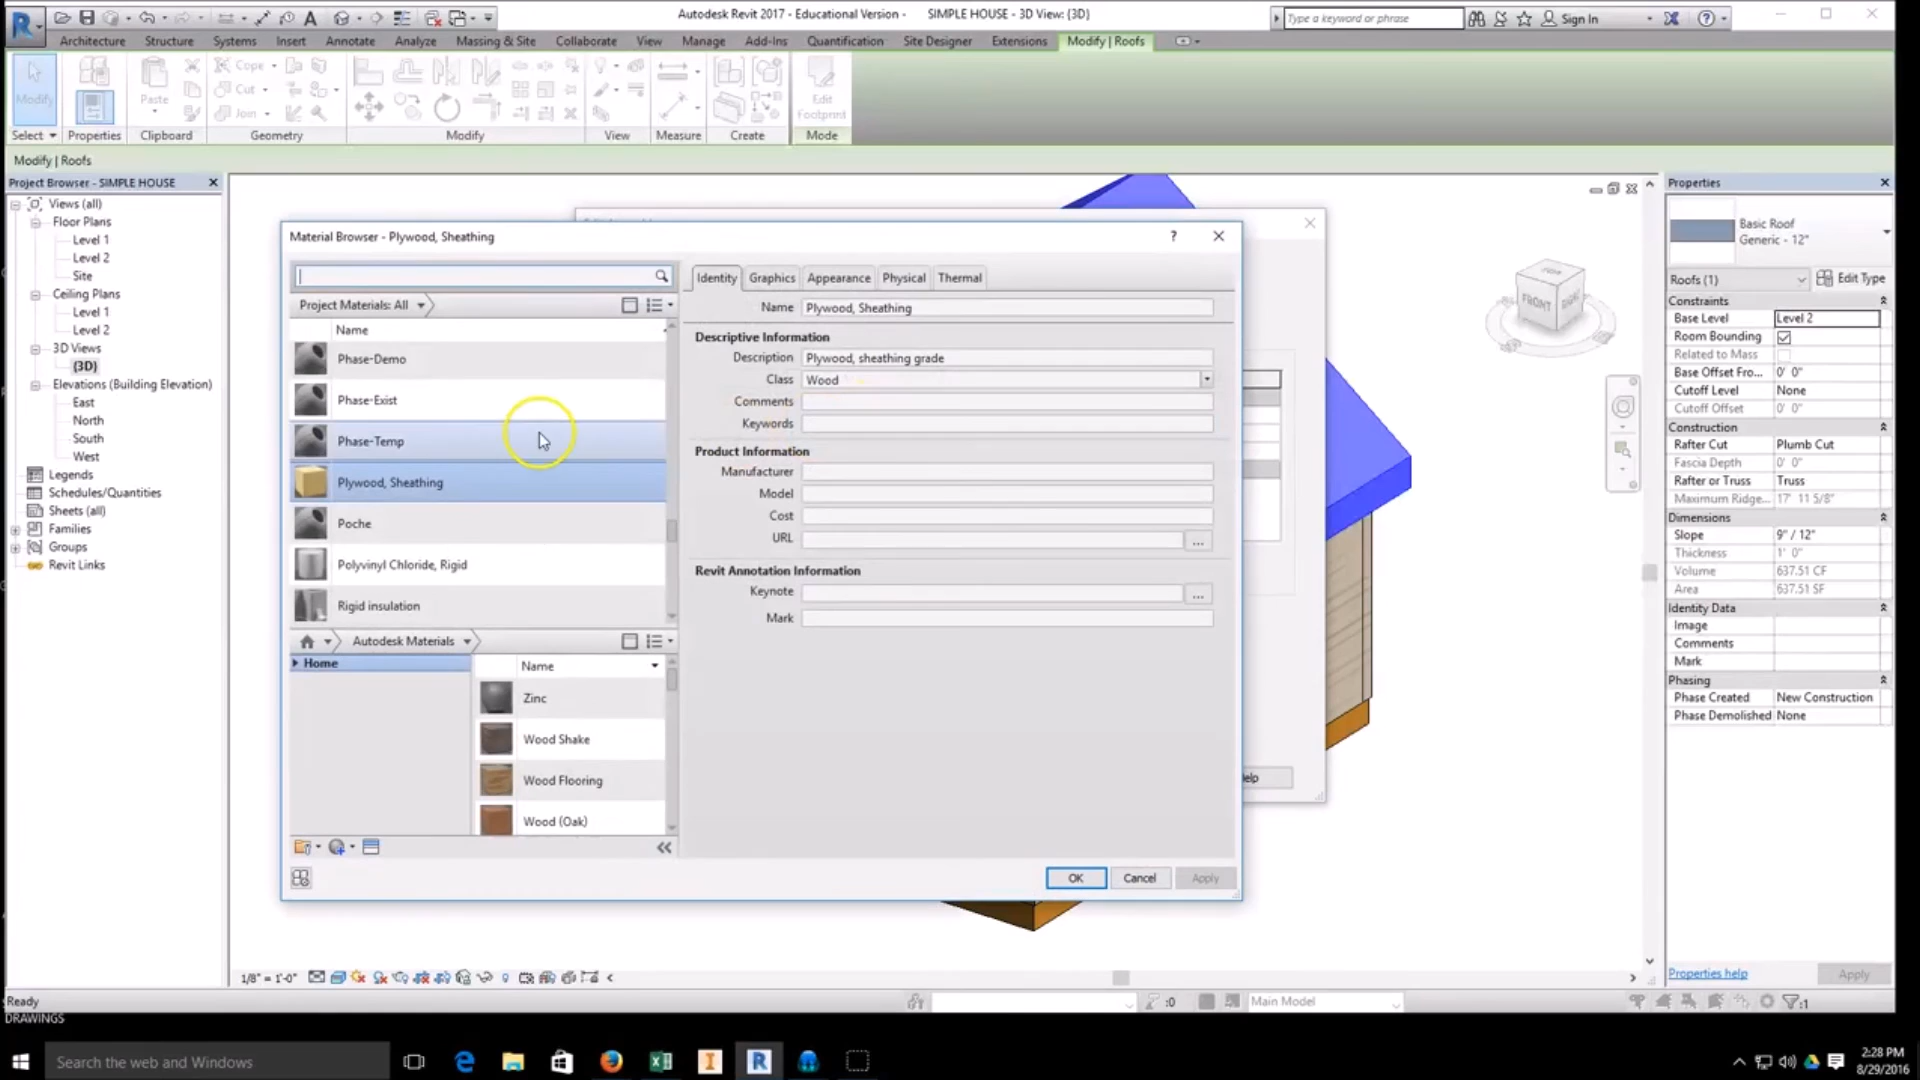 Autodesk Revit 2017 - Educational Version - SIMPLE HOUSE - 3D View: {3D}
Type a keyword or phrase
Sign In
Architecture Structure Systems Insert Annotate Analyze Massing & Site Collaborate View Manage Add-Ins Quantification Site Designer Extensions Modify | Roofs
Modify
Paste
Cope
Cut
Join
Edit
Footprint
Select Properties Clipboard Geometry Modify View Measure Create Mode
Modify | Roofs
Project Browser - SIMPLE HOUSE
Views (all)
Floor Plans
Level 1
Level 2
Site
Ceiling Plans
Level 1
Level 2
3D Views
{3D}
Elevations (Building Elevation)
East
North
South
West
Legends
Schedules/Quantities
Sheets (all)
Families
Groups
Revit Links
Material Browser - Plywood, Sheathing
?
Project Materials: All
Name
Phase-Demo
Phase-Exist
Phase-Temp
Plywood, Sheathing
Poche
Polyvinyl Chloride, Rigid
Rigid insulation
Autodesk Materials
Home
Name
Zinc
Wood Shake
Wood Flooring
Wood (Oak)
Identity Graphics Appearance Physical Thermal
Name Plywood, Sheathing
Descriptive Information
Description Plywood, sheathing grade
Class Wood
Comments
Keywords
Product Information
Manufacturer
Model
Cost
URL ...
Revit Annotation Information
Keynote ...
Mark
OK Cancel Apply
FRONT
Properties
Basic Roof
Generic - 12"
Roofs (1) Edit Type
Constraints
Base Level Level 2
Room Bounding
Related to Mass
Base Offset Fro... 0' 0"
Cutoff Level None
Cutoff Offset 0' 0"
Construction
Rafter Cut Plumb Cut
Fascia Depth 0' 0"
Rafter or Truss Truss
Maximum Ridge... 17' 11 5/8"
Dimensions
Slope 9" / 12"
Thickness 1' 0"
Volume 637.51 CF
Area 637.51 SF
Identity Data
Image
Comments
Mark
Phasing
Phase Created New Construction
Phase Demolished None
Properties help Apply
1/8" = 1'-0"
Ready
:0
Main Model
:1
DRAWINGS
Search the web and Windows
2:28 PM
8/29/2016